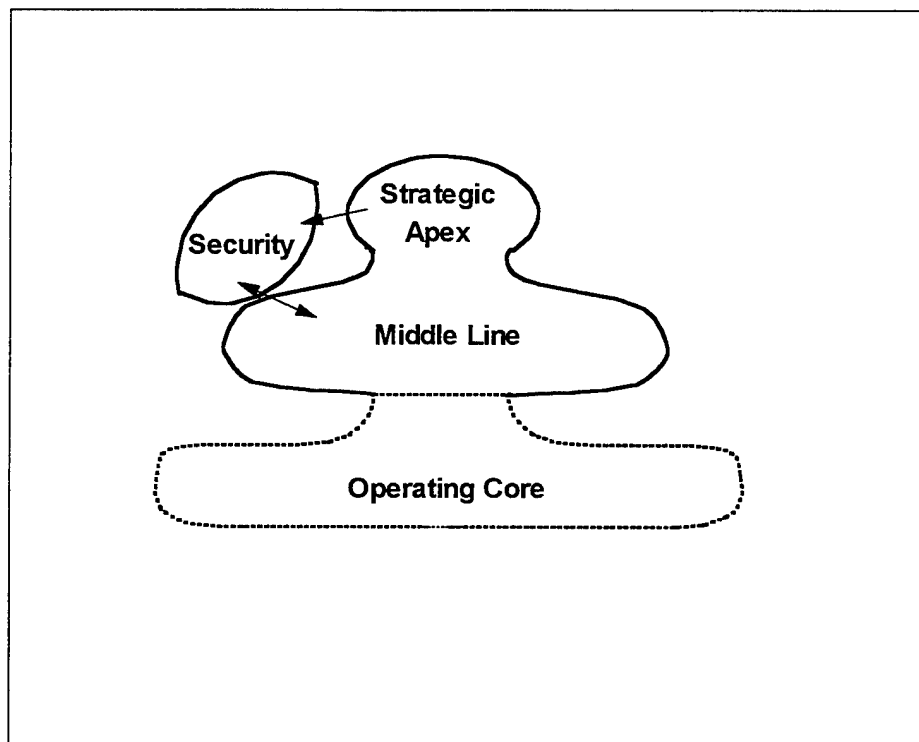 Strategic
Apex
Security
Middle Line
Operating Core